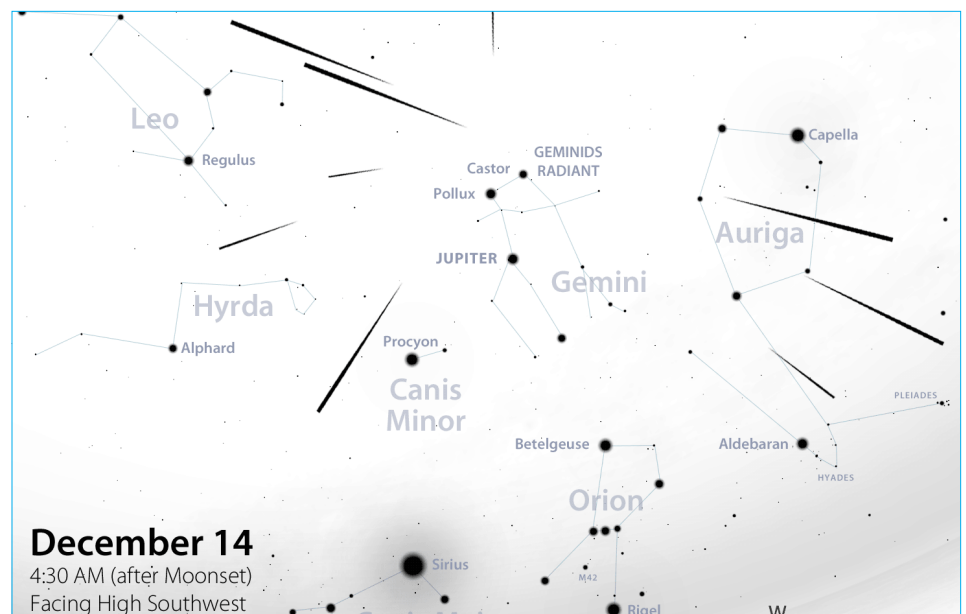 Leo
Regulus
Castor
GEMINIDS
RADIANT
Pollux
Capella
JUPITER
Gemini
Auriga
Hyrda
Alphard
Procyon
Canis
Minor
PLEIADES
Betelgeuse
Aldebaran
HYADES
Orion
December 14
4:30 AM (after Moonset)
Facing High Southwest
Sirius
M42
Rigel
W